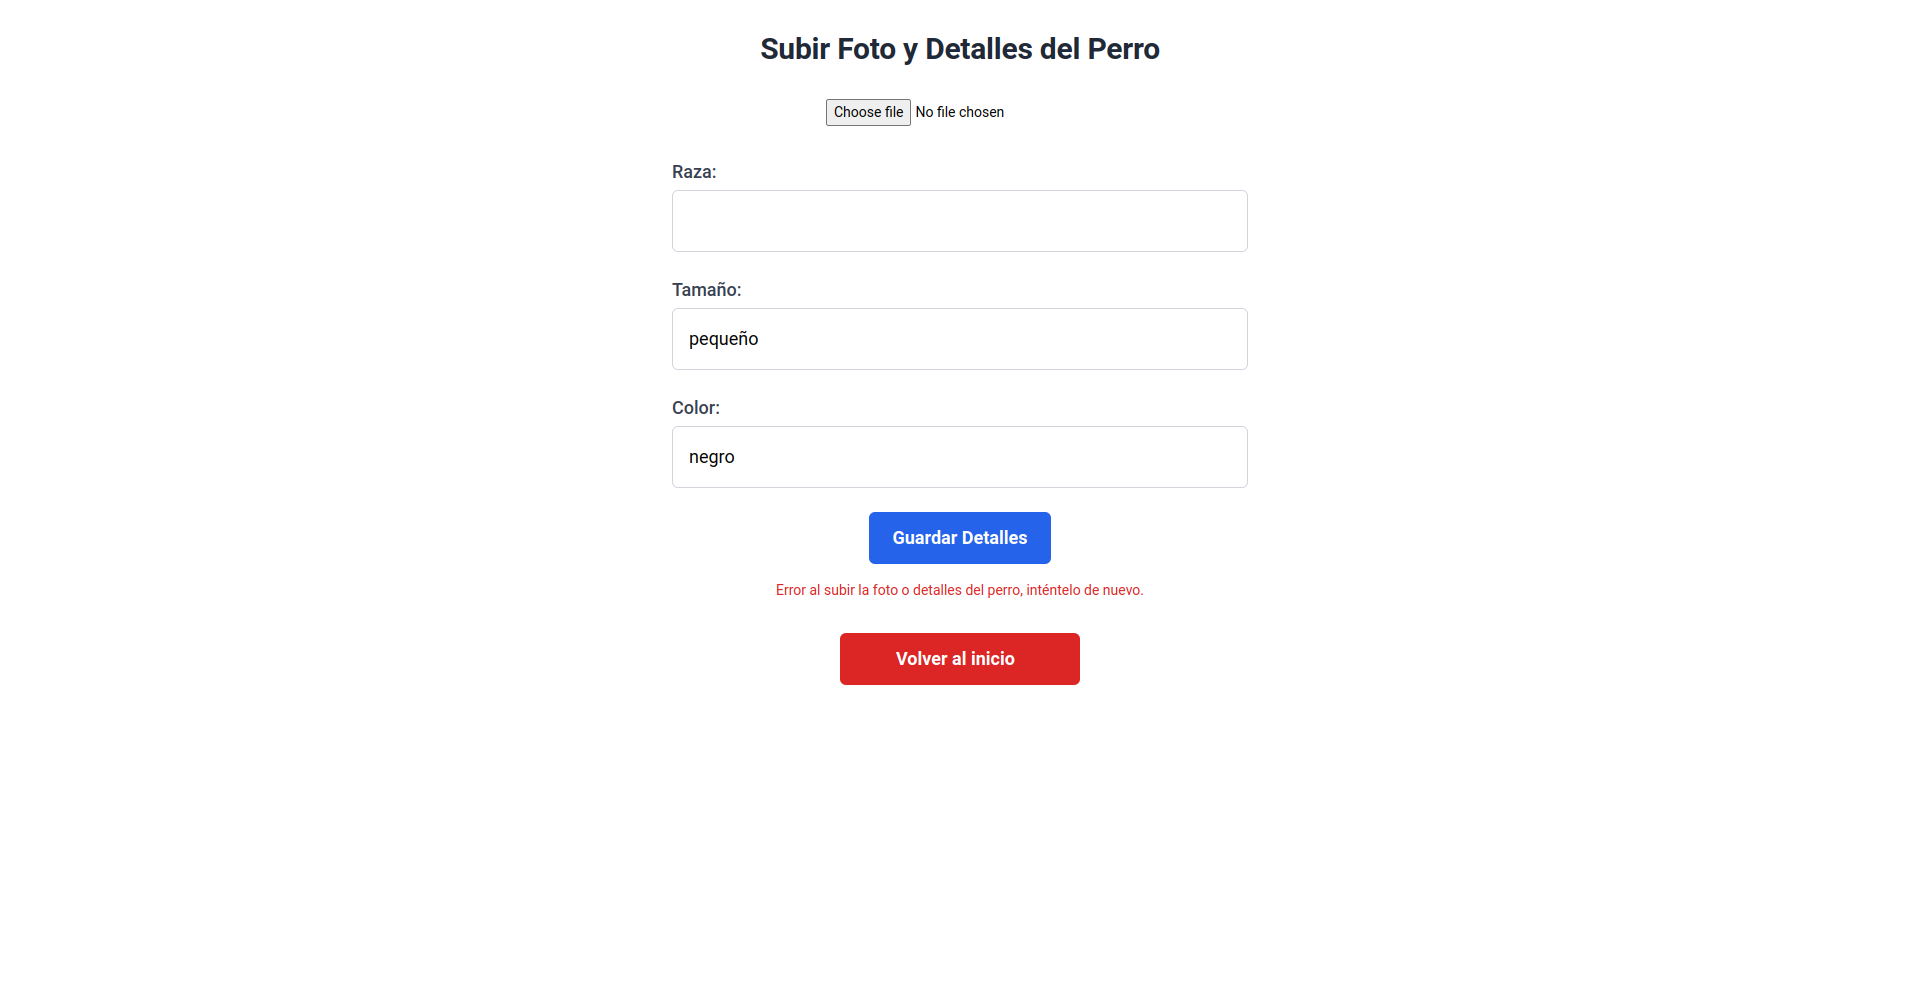 Subir Foto y Detalles del Perro
Choose file No file chosen
Raza:
Tamaño:
pequeño
Color:
negro
Guardar Detalles
Error al subir la foto o detalles del perro, inténtelo de nuevo.
Volver al inicio